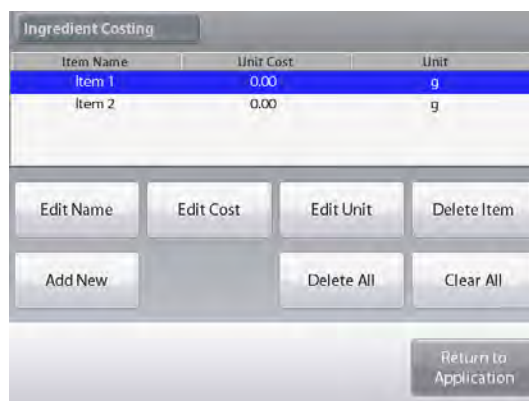 Ingredient Costing
Item Name Unit Cost Unit
Item 1 0.00 g
Item 2 0.00 g
Edit Name Edit Cost Edit Unit Delete Item
Add New Delete All Clear All
Return to
Application